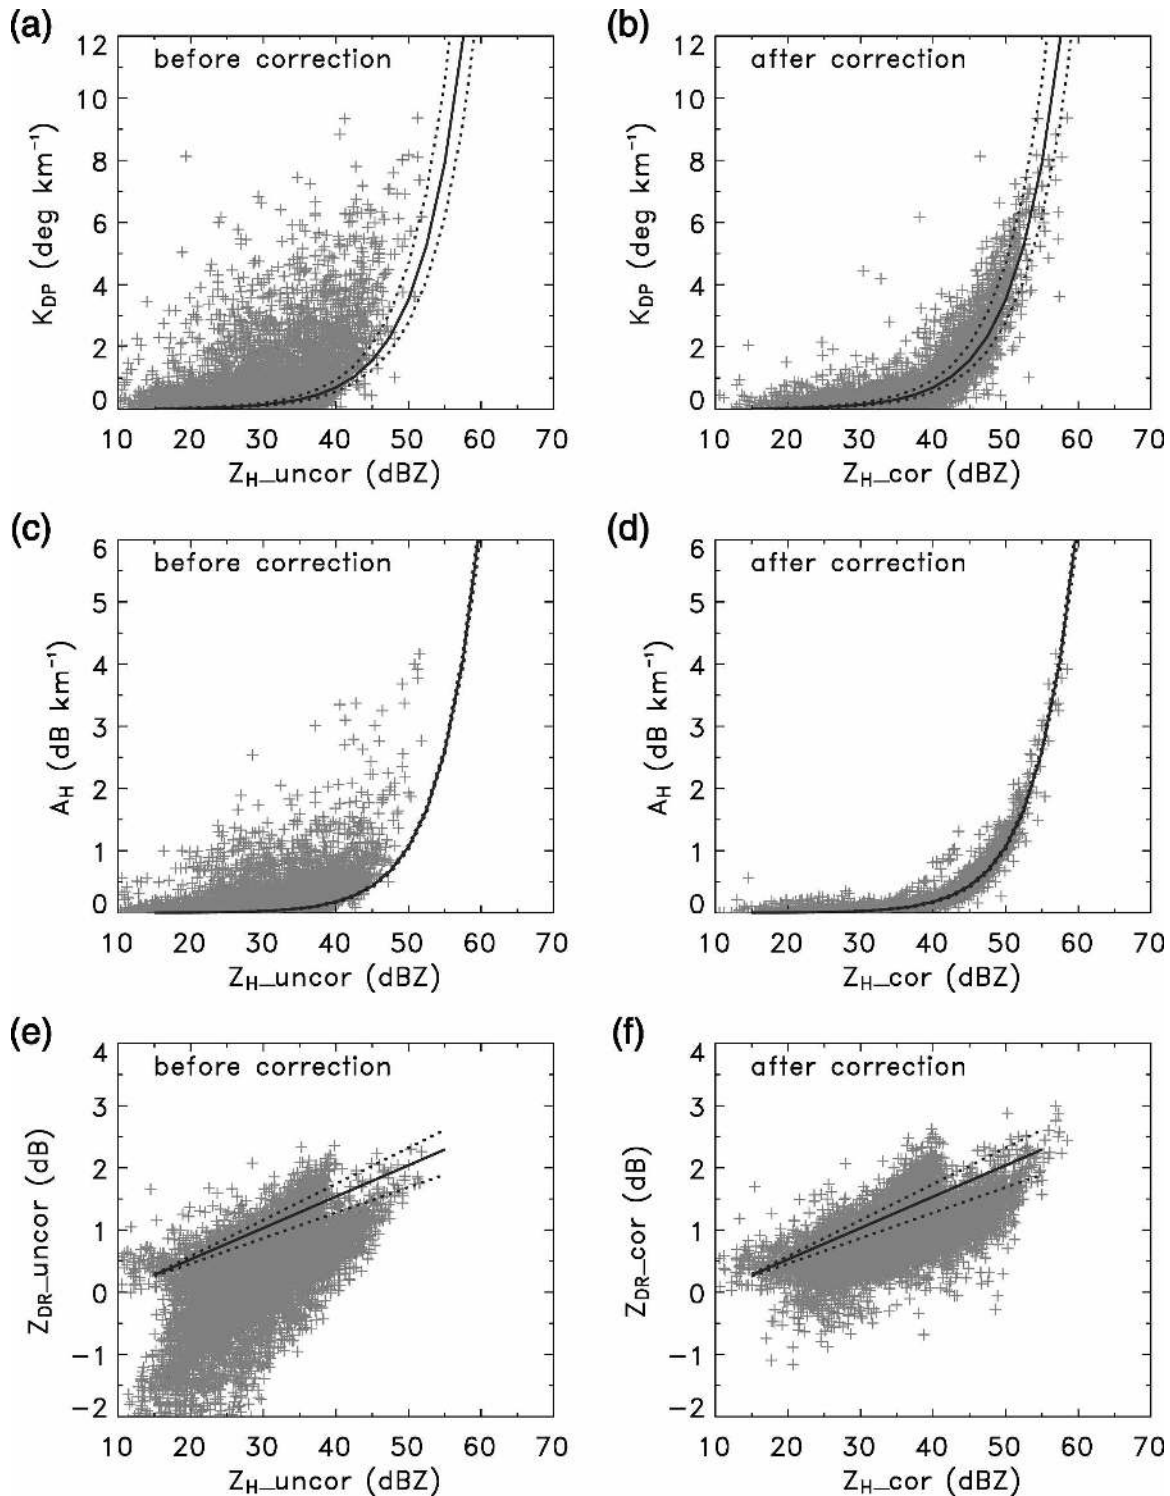 (a)
before correction
12
10
8
6
4
2
0
K_DP (deg km⁻¹)
10 20 30 40 50 60 70
Z_H_uncor (dBZ)
(b)
after correction
12
10
8
6
4
2
0
K_DP (deg km⁻¹)
10 20 30 40 50 60 70
Z_H_cor (dBZ)
(c)
before correction
6
5
4
3
2
1
0
A_H (dB km⁻¹)
10 20 30 40 50 60 70
Z_H_uncor (dBZ)
(d)
after correction
6
5
4
3
2
1
0
A_H (dB km⁻¹)
10 20 30 40 50 60 70
Z_H_cor (dBZ)
(e)
before correction
4
3
2
1
0
−1
−2
Z_DR_uncor (dB)
10 20 30 40 50 60 70
Z_H_uncor (dBZ)
(f)
after correction
4
3
2
1
0
−1
−2
Z_DR_cor (dB)
10 20 30 40 50 60 70
Z_H_cor (dBZ)